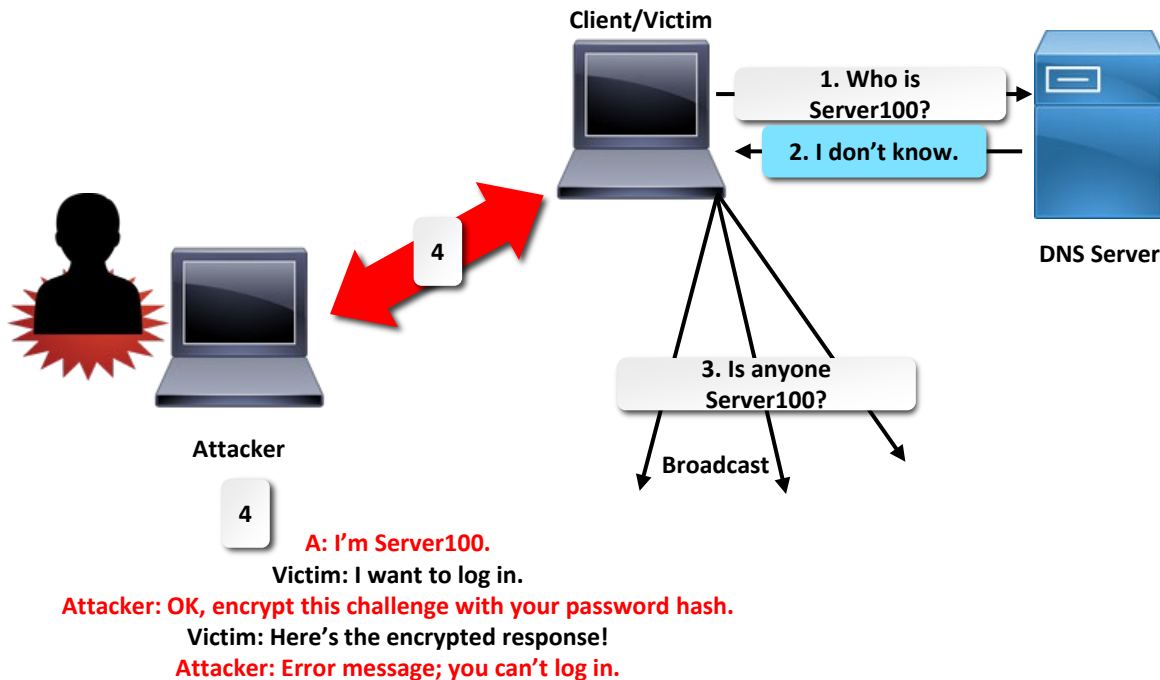 Client/Victim
1. Who is
Server100?
2. I don’t know.
DNS Server
4
3. Is anyone
Server100?
Broadcast
Attacker
4
A: I’m Server100.
Victim: I want to log in.
Attacker: OK, encrypt this challenge with your password hash.
Victim: Here’s the encrypted response!
Attacker: Error message; you can’t log in.